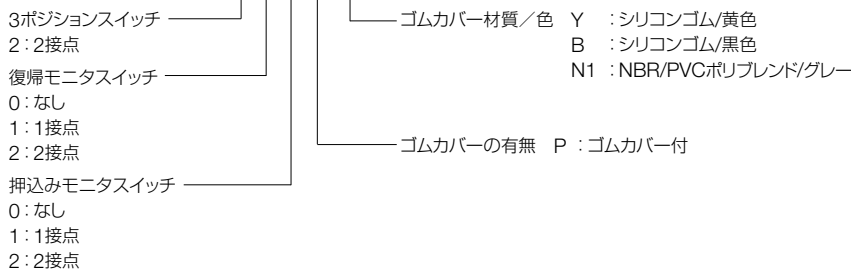 3ポジションスイッチ
2：2接点
復帰モニタスイッチ
0：なし
1：1接点
2：2接点
押込みモニタスイッチ
0：なし
1：1接点
2：2接点
ゴムカバー材質／色 Y ：シリコンゴム/黄色
B ：シリコンゴム/黒色
N1 ：NBR/PVCポリブレンド/グレー
ゴムカバーの有無 P ：ゴムカバー付